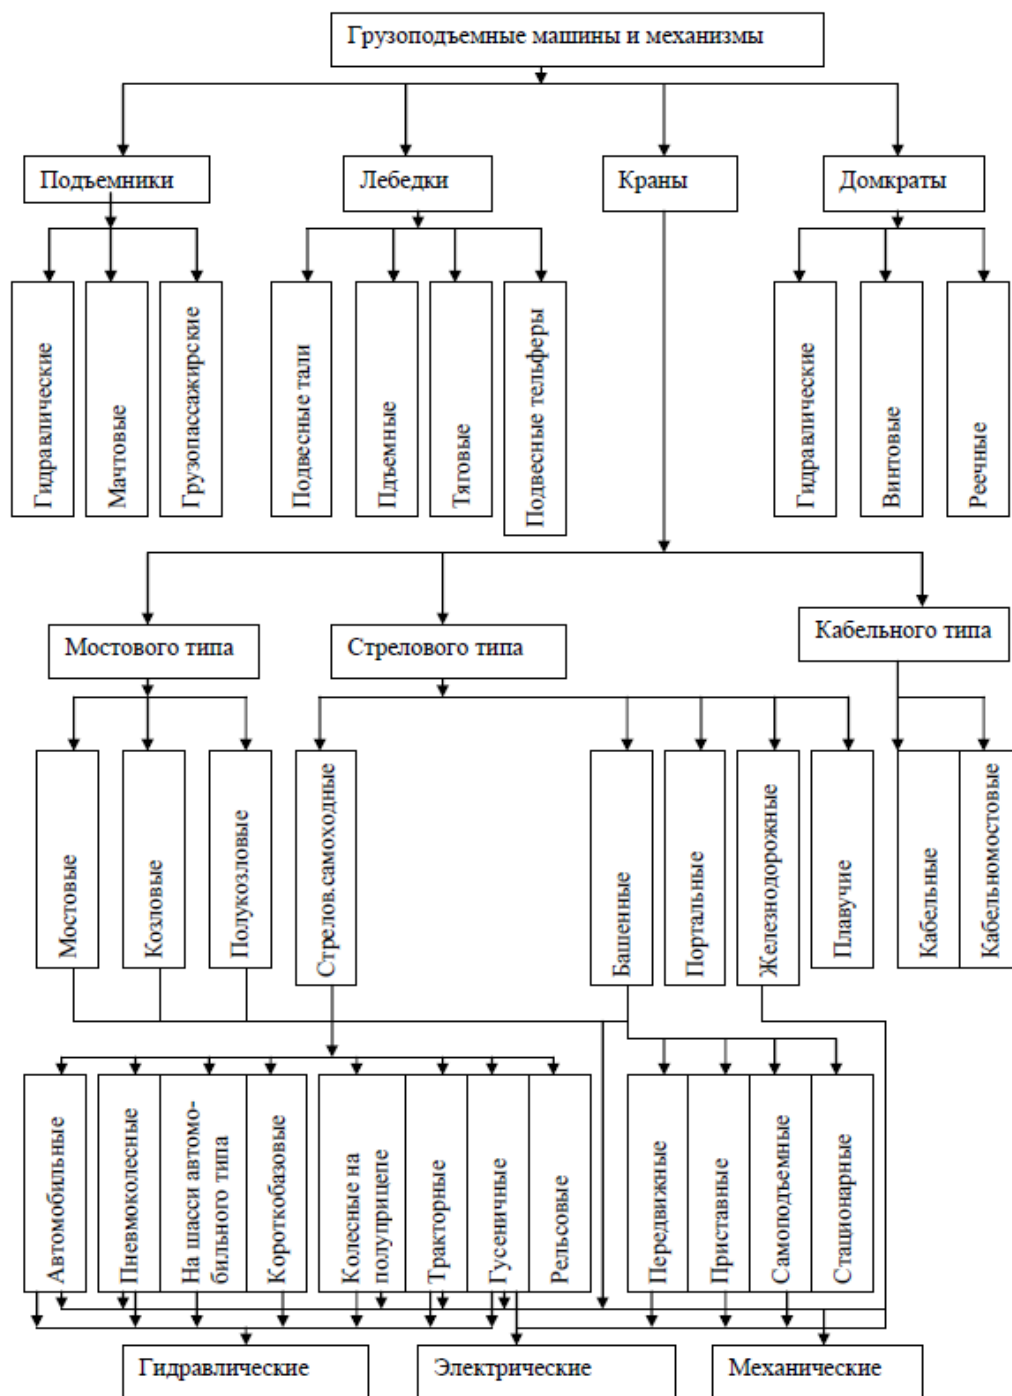 Грузоподъемные машины и механизмы
Подъемники
Лебедки
Краны
Домкраты
Гидравлические
Мачтовые
Грузопассажирские
Подвесные тали
Пдъемные
Тяговые
Подвесные тельферы
Гидравлические
Винтовые
Реечные
Мостового типа
Стрелового типа
Кабельного типа
Мостовые
Козловые
Полукозловые
Стрелов.самоходные
Башенные
Портальные
Железнодорожные
Плавучие
Кабельные
Кабельномостовые
Автомобильные
Пневмоколесные
На шасси автомо-
бильного типа
Короткобазовые
Колесные на
полуприцепе
Тракторные
Гусеничные
Рельсовые
Передвижные
Приставные
Самоподъемные
Стационарные
Гидравлические
Электрические
Механические